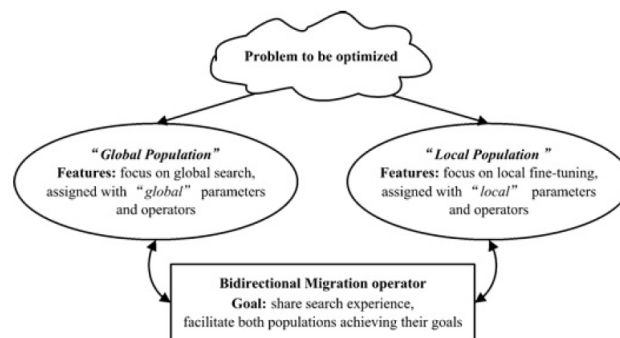 Problem to be optimized
“Global Population”
Features: focus on global search,
assigned with “global” parameters
and operators
“Local Population ”
Features: focus on local fine-tuning,
assigned with “local” parameters
and operators
Bidirectional Migration operator
Goal: share search experience,
facilitate both populations achieving their goals